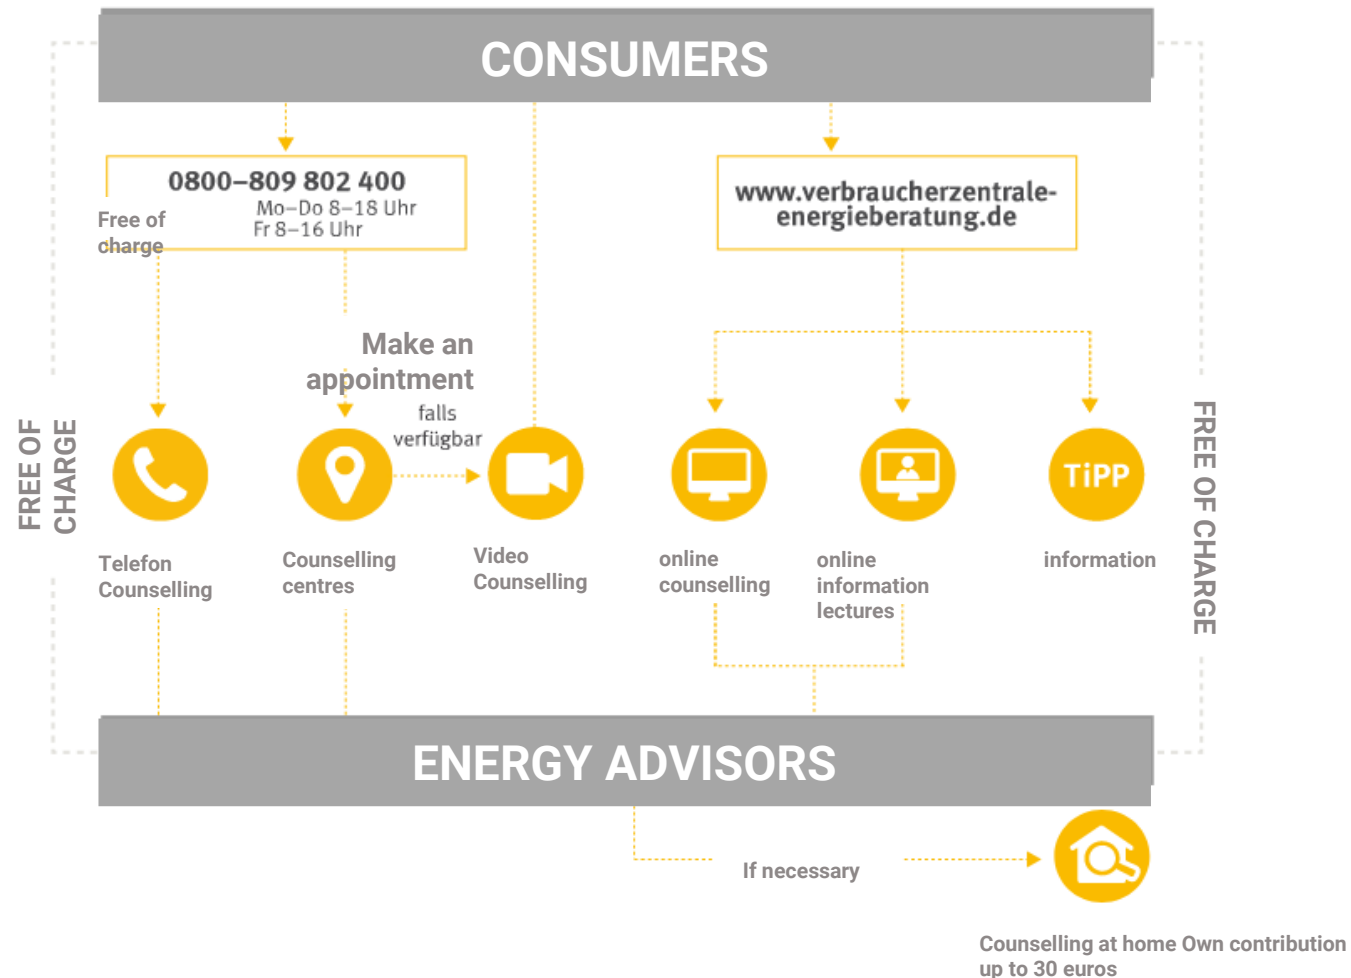 CONSUMERS
0800–809 802 400
Mo–Do 8–18 Uhr
Fr 8–16 Uhr
Free of
charge
www.verbraucherzentrale-
energieberatung.de
Make an
appointment
falls
verfügbar
FREE OF
CHARGE
FREE OF CHARGE
TiPP
Telefon
Counselling
Counselling
centres
Video
Counselling
online
counselling
online
information
lectures
information
ENERGY ADVISORS
If necessary
Counselling at home Own contribution
up to 30 euros